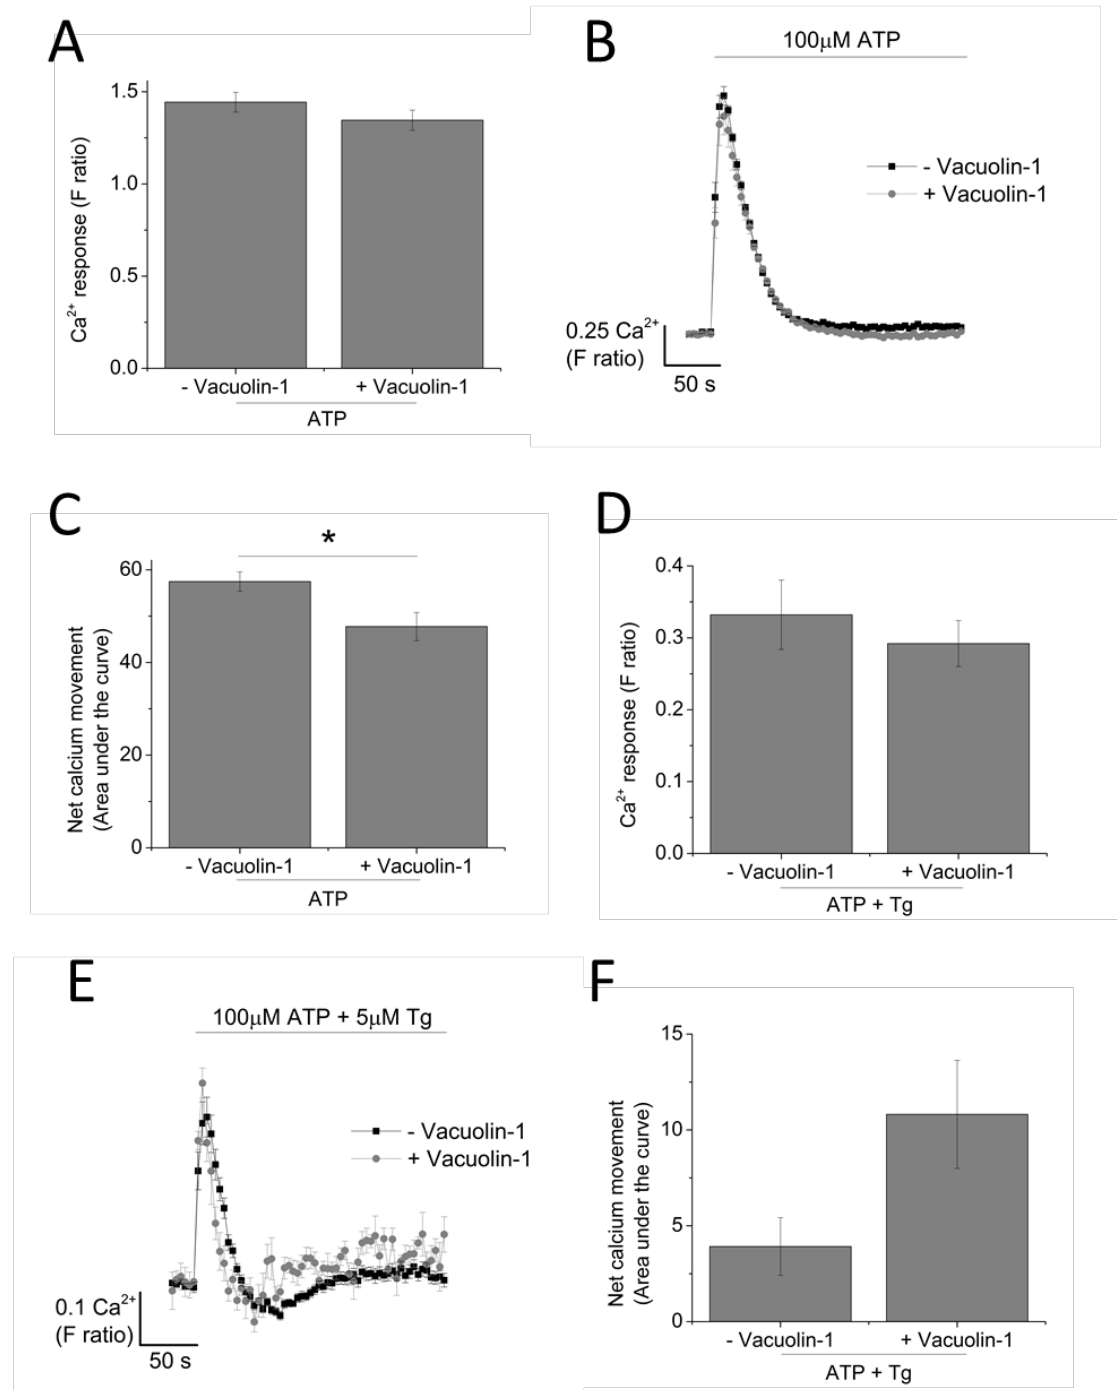 A
1.5
1.0
0.5
0.0
Ca²⁺ response (F ratio)
- Vacuolin-1
+ Vacuolin-1
ATP
B
100μM ATP
- Vacuolin-1
+ Vacuolin-1
0.25 Ca²⁺
(F ratio)
50 s
C
*
60
40
20
0
Net calcium movement
(Area under the curve)
- Vacuolin-1
+ Vacuolin-1
ATP
D
0.4
0.3
0.2
0.1
0.0
Ca²⁺ response (F ratio)
- Vacuolin-1
+ Vacuolin-1
ATP + Tg
E
100μM ATP + 5μM Tg
- Vacuolin-1
+ Vacuolin-1
0.1 Ca²⁺
(F ratio)
50 s
F
15
10
5
0
Net calcium movement
(Area under the curve)
- Vacuolin-1
+ Vacuolin-1
ATP + Tg